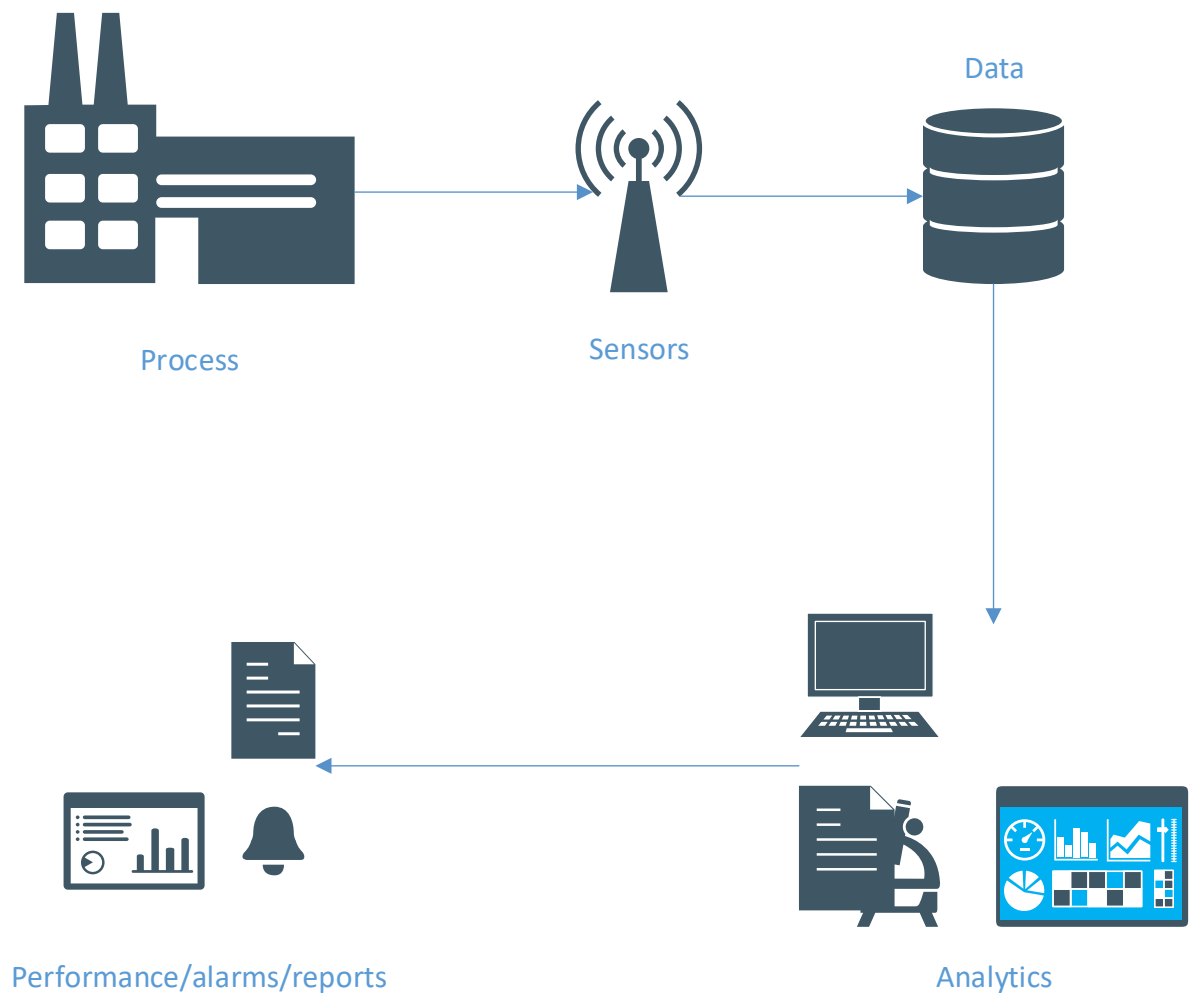 Data
Process
Sensors
Performance/alarms/reports
Analytics